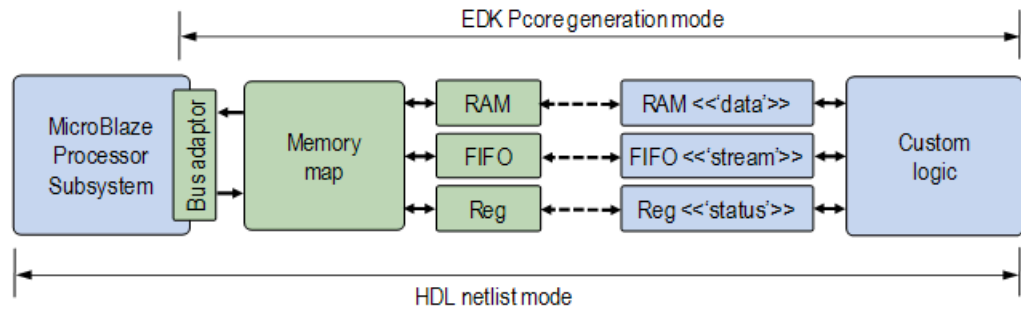 EDK Pcore generation mode
MicroBlaze
Processor
Subsystem
Bus adaptor
Memory
map
RAM
FIFO
Reg
RAM <<‘data’>>
FIFO <<‘stream’>>
Reg <<‘status’>>
Custom
logic
HDL netlist mode